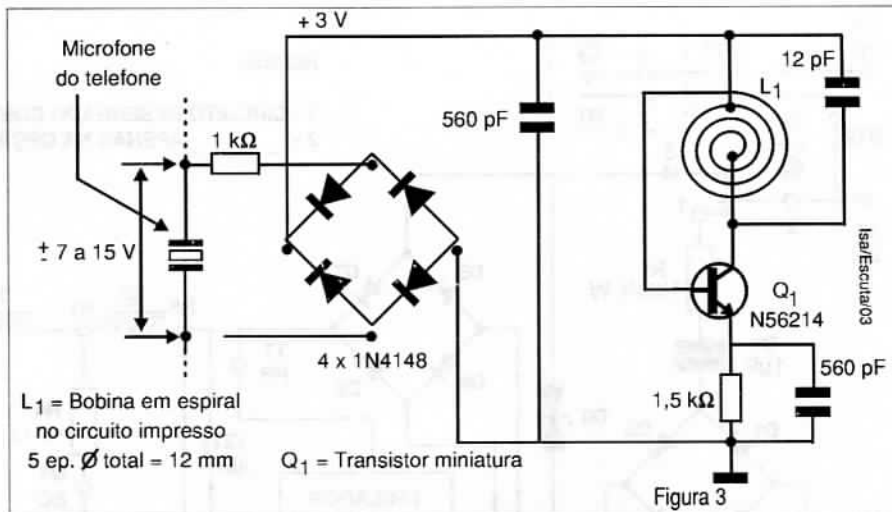 + 3 V
Microfone
do telefone
12 pF
L1
560 pF
1 kΩ
± 7 a 15 V
Isa/Escuta/03
Q1
N56214
4 x 1N4148
560 pF
1,5 kΩ
L1 = Bobina em espiral
no circuito impresso
5 ep. Ø total = 12 mm
Q1 = Transistor miniatura
Figura 3